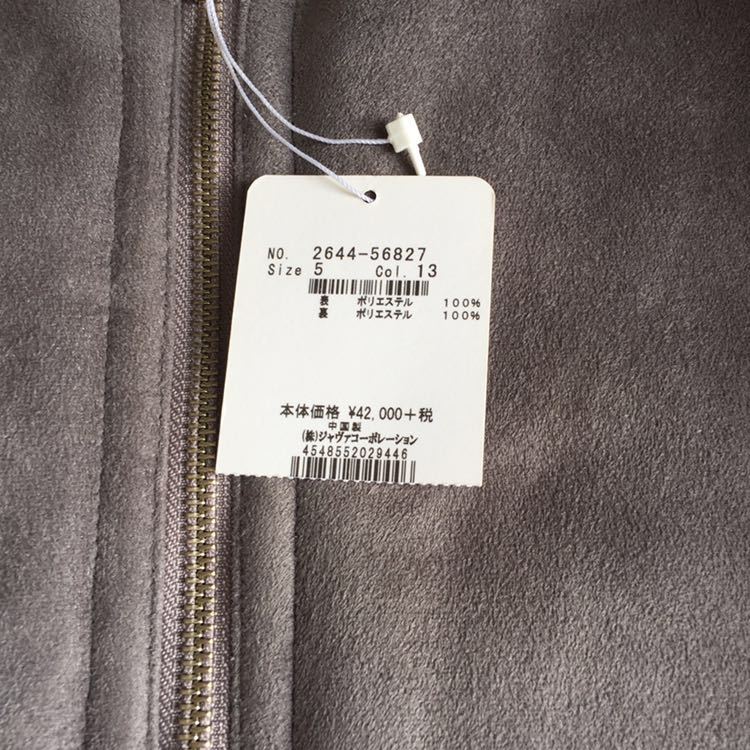 NO. 2644-56827
Size 5 Col. 13
表 ポリエステル 100%
裏 ポリエステル 100%
本体価格 ¥42,000+税
中国製
(株)ジャヴァコーポレーション
4548552029446